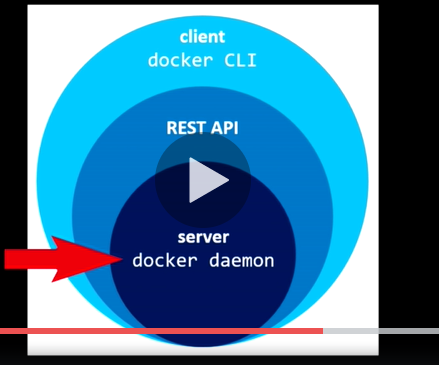 client
docker CLI
REST API
server
docker daemon